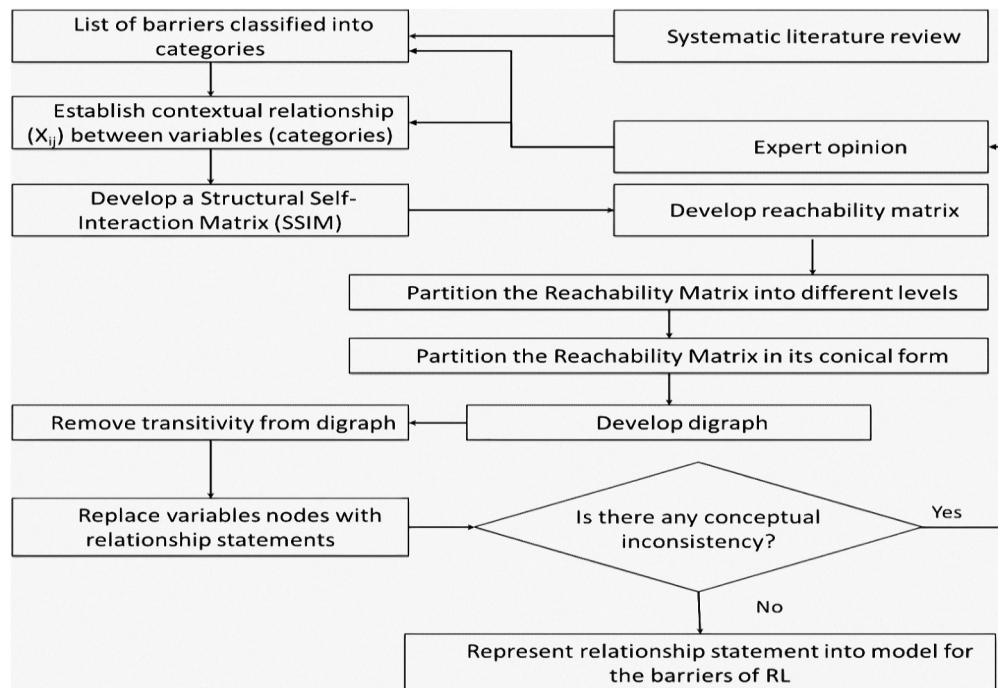 List of barriers classified into
categories
Systematic literature review
Establish contextual relationship
(Xij) between variables (categories)
Expert opinion
Develop a Structural Self-
Interaction Matrix (SSIM)
Develop reachability matrix
Partition the Reachability Matrix into different levels
Partition the Reachability Matrix in its conical form
Remove transitivity from digraph
Develop digraph
Replace variables nodes with
relationship statements
Is there any conceptual
inconsistency?
Yes
No
Represent relationship statement into model for
the barriers of RL